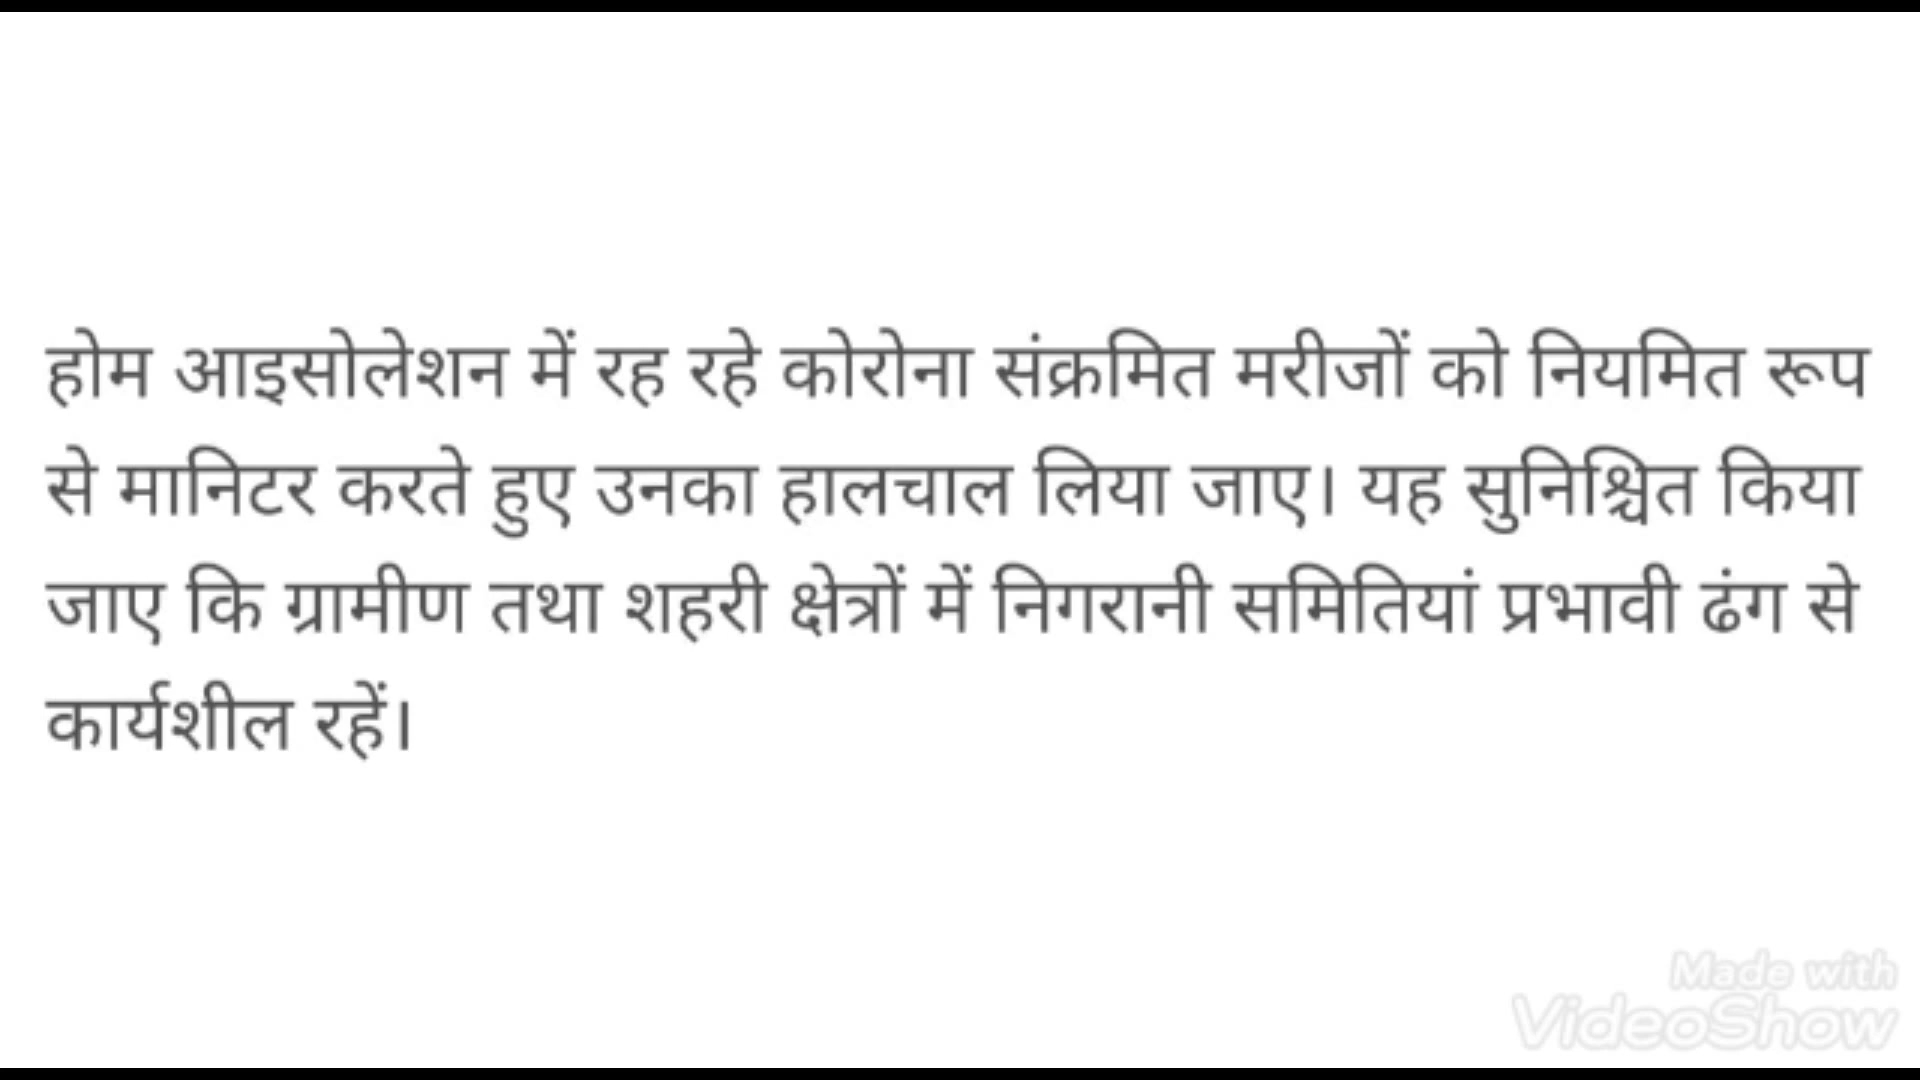 होम आइसोलेशन में रह रहे कोरोना संक्रमित मरीजों को नियमित रूप
से मानिटर करते हुए उनका हालचाल लिया जाए। यह सुनिश्चित किया
जाए कि ग्रामीण तथा शहरी क्षेत्रों में निगरानी समितियां प्रभावी ढंग से
कार्यशील रहें।
Made with
VideoShow